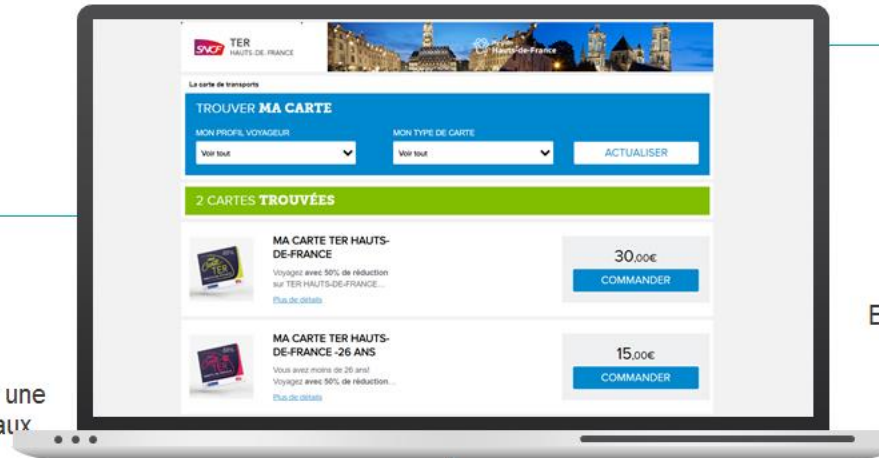 SNCF
TER
HAUTS-DE-FRANCE
Région
Hauts-de-France
La carte de transports
TROUVER MA CARTE
MON PROFIL VOYAGEUR
MON TYPE DE CARTE
Voir tout
Voir tout
ACTUALISER
2 CARTES TROUVÉES
MA CARTE TER HAUTS-
DE-FRANCE
Voyagez avec 50% de réduction
sur TER HAUTS-DE-FRANCE...
Plus de détails
30,00€
COMMANDER
MA CARTE TER HAUTS-
DE-FRANCE -26 ANS
Vous avez moins de 26 ans!
Voyagez avec 50% de réduction...
Plus de détails
15,00€
COMMANDER
une
aux
E